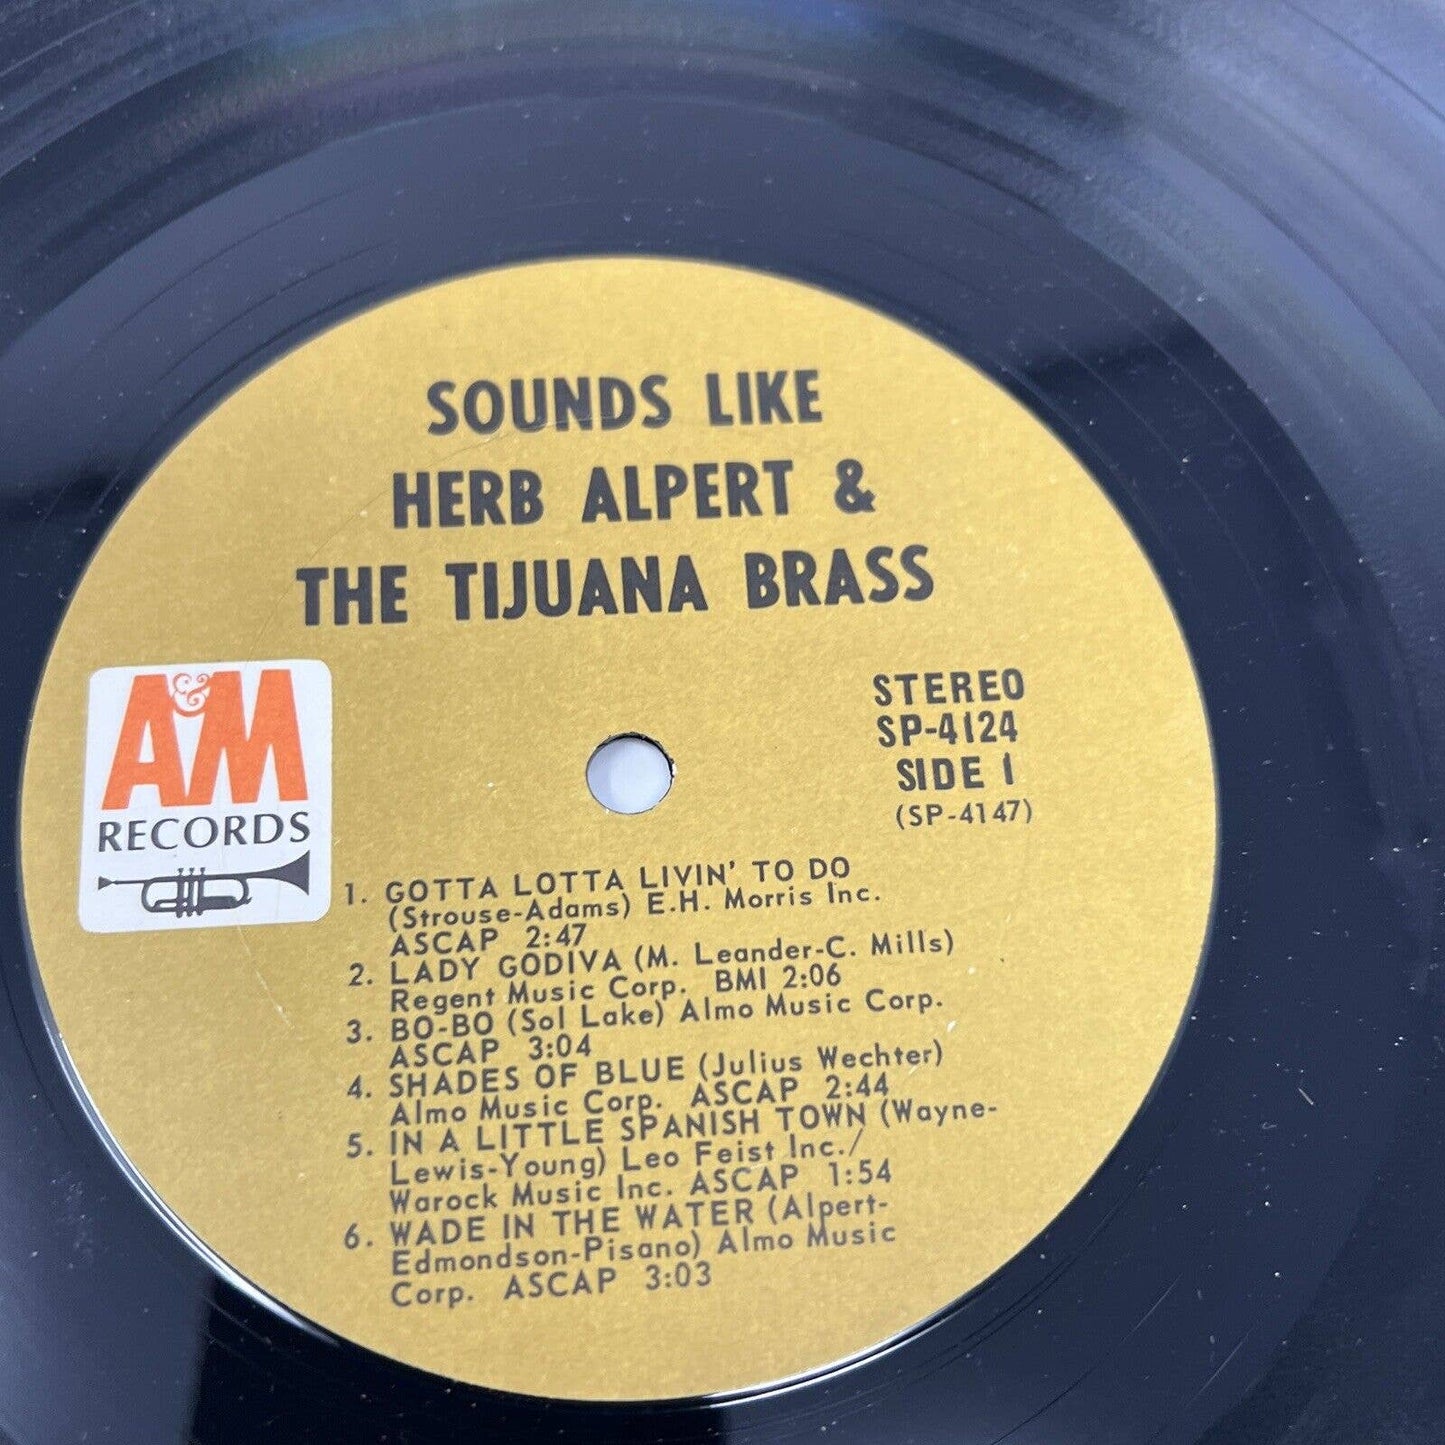 SOUNDS LIKE
HERB ALPERT &
THE TIJUANA BRASS
A&M
RECORDS
STEREO
SP-4124
SIDE 1
(SP-4147)
1. GOTTA LOTTA LIVIN' TO DO
(Strouse-Adams) E.H. Morris Inc.
ASCAP 2:47
2. LADY GODIVA (M. Leander-C. Mills)
Regent Music Corp. BMI 2:06
3. BO-BO (Sol Lake) Almo Music Corp.
ASCAP 3:04
4. SHADES OF BLUE (Julius Wechter)
Almo Music Corp. ASCAP 2:44
5. IN A LITTLE SPANISH TOWN (Wayne-
Lewis-Young) Leo Feist Inc./
Warock Music Inc. ASCAP 1:54
6. WADE IN THE WATER (Alpert-
Edmondson-Pisano) Almo Music
Corp. ASCAP 3:03